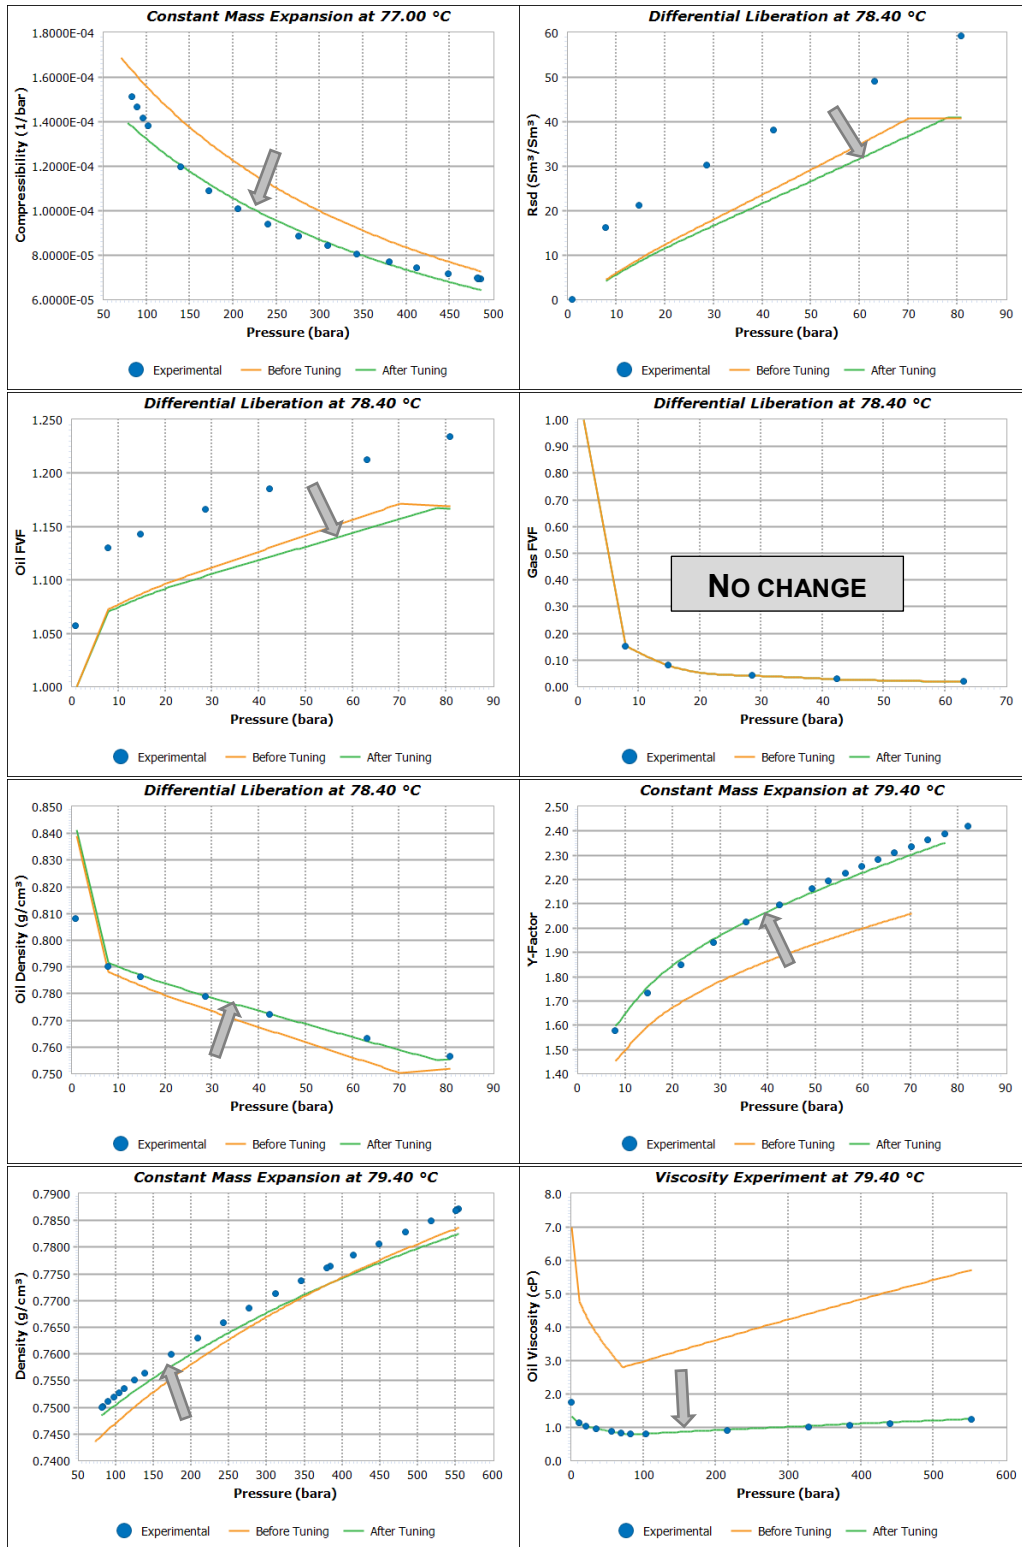 Constant Mass Expansion at 77.00 °C
Compressibility (1/bar)
1.8000E-04
1.6000E-04
1.4000E-04
1.2000E-04
1.0000E-04
8.0000E-05
6.0000E-05
50 100 150 200 250 300 350 400 450 500
Pressure (bara)
Experimental Before Tuning After Tuning
Differential Liberation at 78.40 °C
Rsd (Sm³/Sm³)
60
50
40
30
20
10
0
0 10 20 30 40 50 60 70 80 90
Pressure (bara)
Experimental Before Tuning After Tuning
Differential Liberation at 78.40 °C
Oil FVF
1.250
1.200
1.150
1.100
1.050
1.000
0 10 20 30 40 50 60 70 80 90
Pressure (bara)
Experimental Before Tuning After Tuning
Differential Liberation at 78.40 °C
Gas FVF
1.00
0.90
0.80
0.70
0.60
0.50
0.40
0.30
0.20
0.10
0.00
NO CHANGE
0 10 20 30 40 50 60 70
Pressure (bara)
Experimental Before Tuning After Tuning
Differential Liberation at 78.40 °C
Oil Density (g/cm³)
0.850
0.840
0.830
0.820
0.810
0.800
0.790
0.780
0.770
0.760
0.750
0 10 20 30 40 50 60 70 80 90
Pressure (bara)
Experimental Before Tuning After Tuning
Constant Mass Expansion at 79.40 °C
Y-Factor
2.50
2.40
2.30
2.20
2.10
2.00
1.90
1.80
1.70
1.60
1.50
1.40
0 10 20 30 40 50 60 70 80 90
Pressure (bara)
Experimental Before Tuning After Tuning
Constant Mass Expansion at 79.40 °C
Density (g/cm³)
0.7900
0.7850
0.7800
0.7750
0.7700
0.7650
0.7600
0.7550
0.7500
0.7450
0.7400
50 100 150 200 250 300 350 400 450 500 550 600
Pressure (bara)
Experimental Before Tuning After Tuning
Viscosity Experiment at 79.40 °C
Oil Viscosity (cP)
8.0
7.0
6.0
5.0
4.0
3.0
2.0
1.0
0.0
0 100 200 300 400 500 600
Pressure (bara)
Experimental Before Tuning After Tuning